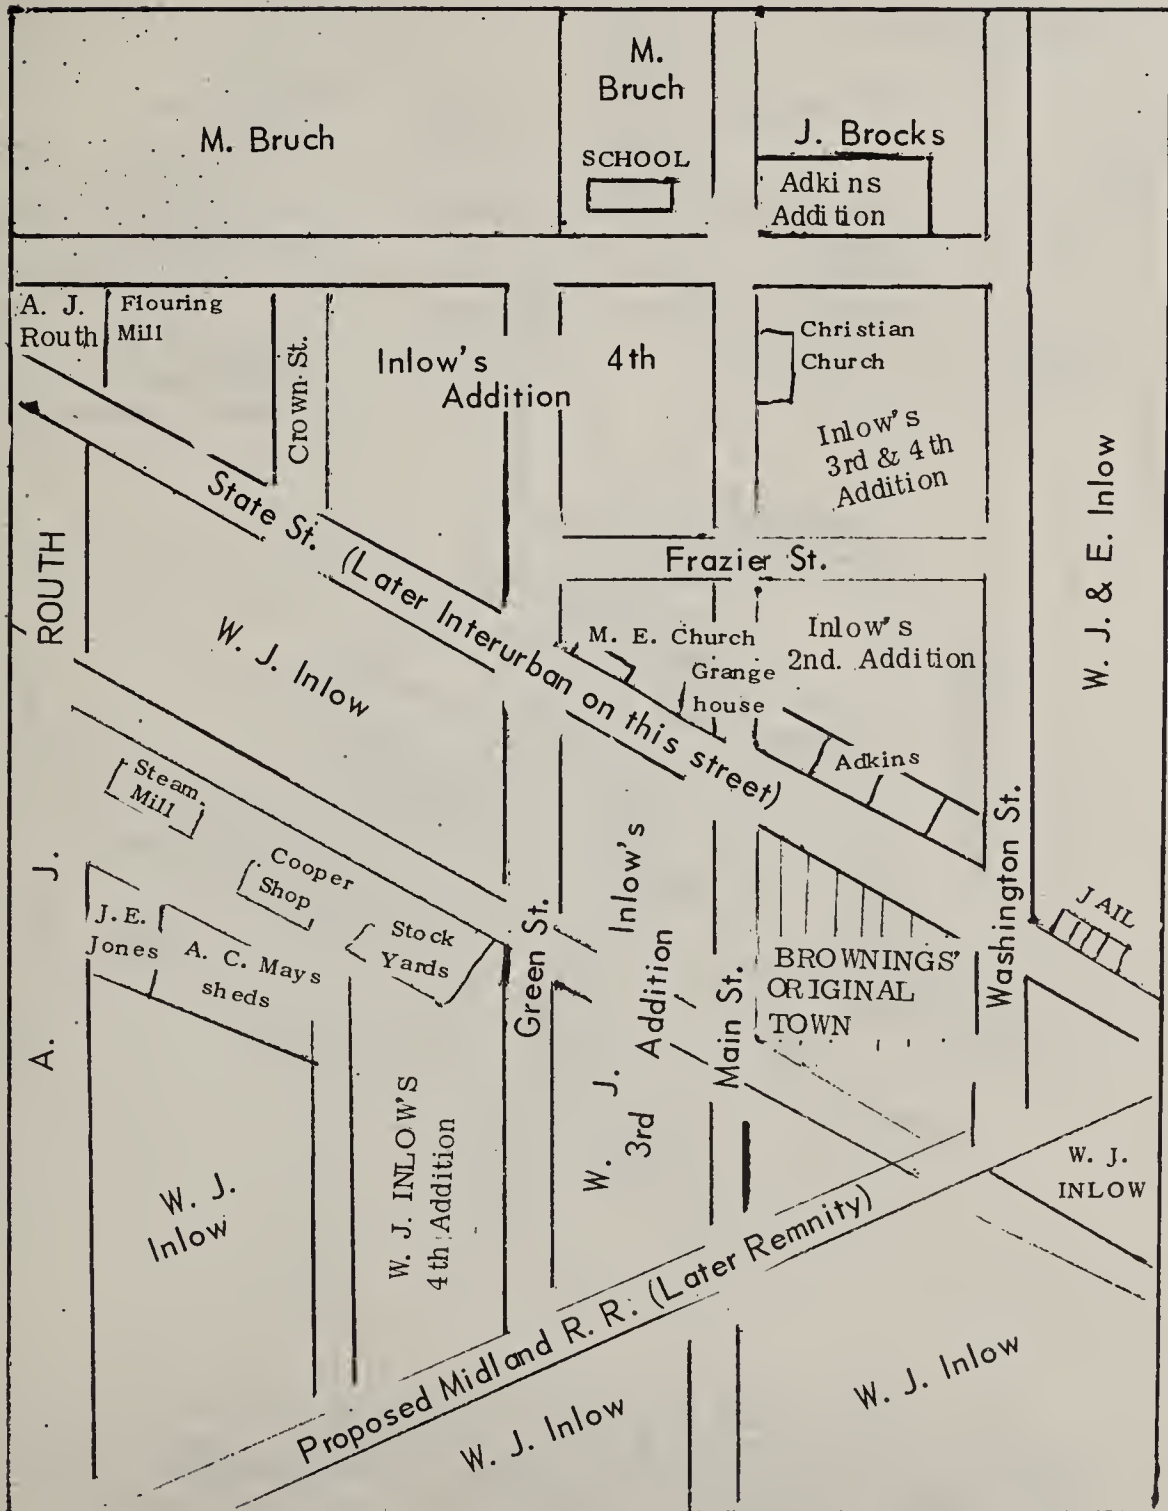 M.
Bruch
M. Bruch
J. Brocks
SCHOOL
Adkins
Addition
A. J.
Routh
Flouring
Mill
Crown St.
Inlow's
Addition
4th
Christian
Church
Inlow's
3rd & 4th
Addition
W. J. & E. Inlow
State St. (Later Interurban on this street)
Frazier St.
A. J. ROUTH
W. J. Inlow
M. E. Church
Grange
house
Inlow's
2nd. Addition
Adkins
Steam
Mill
Cooper
Shop
Stock
Yards
J. E.
Jones
A. C. Mays
sheds
Green St.
W. J. Inlow's
3rd Addition
Main St.
BROWNINGS'
ORIGINAL
TOWN
Washington St.
JAIL
W. J.
Inlow
W. J. INLOW'S
4th Addition
W. J.
INLOW
Proposed Midland R. R. (Later Remnity)
W. J. Inlow
W. J. Inlow